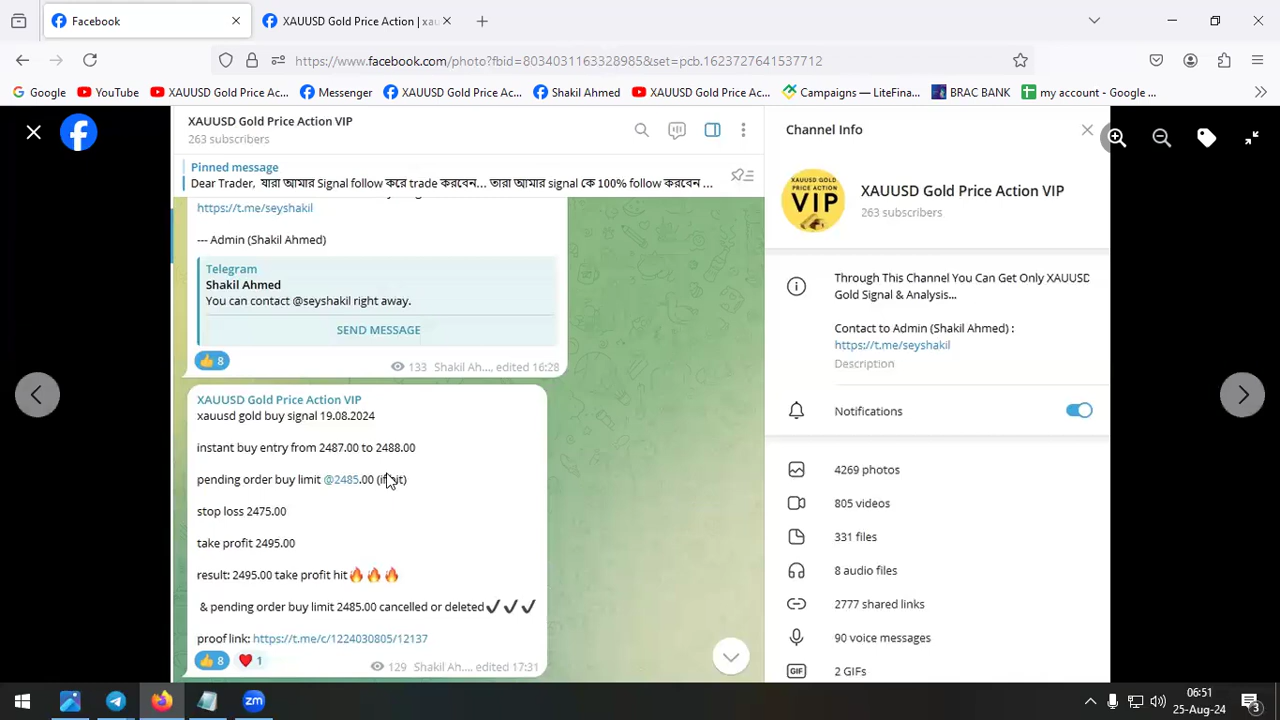 Facebook
XAUUSD Gold Price Action | xau
https://www.facebook.com/photo?fbid=8034031163328985&set=pcb.1623727641537712
Google
YouTube
XAUUSD Gold Price Ac...
Messenger
XAUUSD Gold Price Ac...
Shakil Ahmed
XAUUSD Gold Price Ac...
Campaigns — LiteFina...
BRAC BANK
my account - Google ...
XAUUSD Gold Price Action VIP
263 subscribers
Pinned message
Dear Trader, যারা আমার Signal follow করে trade করবেন... তারা আমার signal কে 100% follow করবেন ...
https://t.me/seyshakil
--- Admin (Shakil Ahmed)
Telegram
Shakil Ahmed
You can contact @seyshakil right away.
SEND MESSAGE
👍 8
133 Shakil Ah..., edited 16:28
XAUUSD Gold Price Action VIP
xauusd gold buy signal 19.08.2024
instant buy entry from 2487.00 to 2488.00
pending order buy limit @2485.00
stop loss 2475.00
take profit 2495.00
result: 2495.00 take profit hit🔥🔥🔥
& pending order buy limit 2485.00 cancelled or deleted✔✔✔
proof link: https://t.me/c/1224030805/12137
👍 8 ❤ 1
129 Shakil Ah..., edited 17:31
Channel Info
XAUUSD GOLD
PRICE ACTION
VIP
XAUUSD Gold Price Action VIP
263 subscribers
Through This Channel You Can Get Only XAUUSD
Gold Signal & Analysis...
Contact to Admin (Shakil Ahmed) :
https://t.me/seyshakil
Description
Notifications
4269 photos
805 videos
331 files
8 audio files
2777 shared links
90 voice messages
GIF
2 GIFs
zm
06:51
25-Aug-24
3